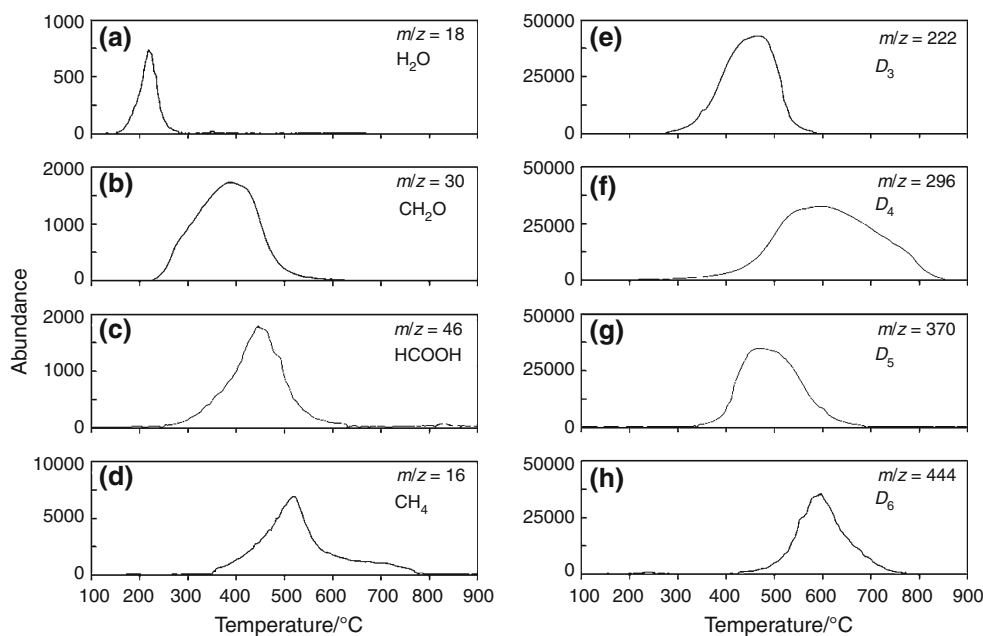 Abundance
(a)
m/z = 18
H₂O
1000
500
0
(b)
m/z = 30
CH₂O
2000
1000
0
(c)
m/z = 46
HCOOH
2000
1000
0
(d)
m/z = 16
CH₄
10000
5000
0
100 200 300 400 500 600 700 800 900
Temperature/°C
(e)
m/z = 222
D₃
50000
25000
0
(f)
m/z = 296
D₄
50000
25000
0
(g)
m/z = 370
D₅
50000
25000
0
(h)
m/z = 444
D₆
50000
25000
0
100 200 300 400 500 600 700 800 900
Temperature/°C